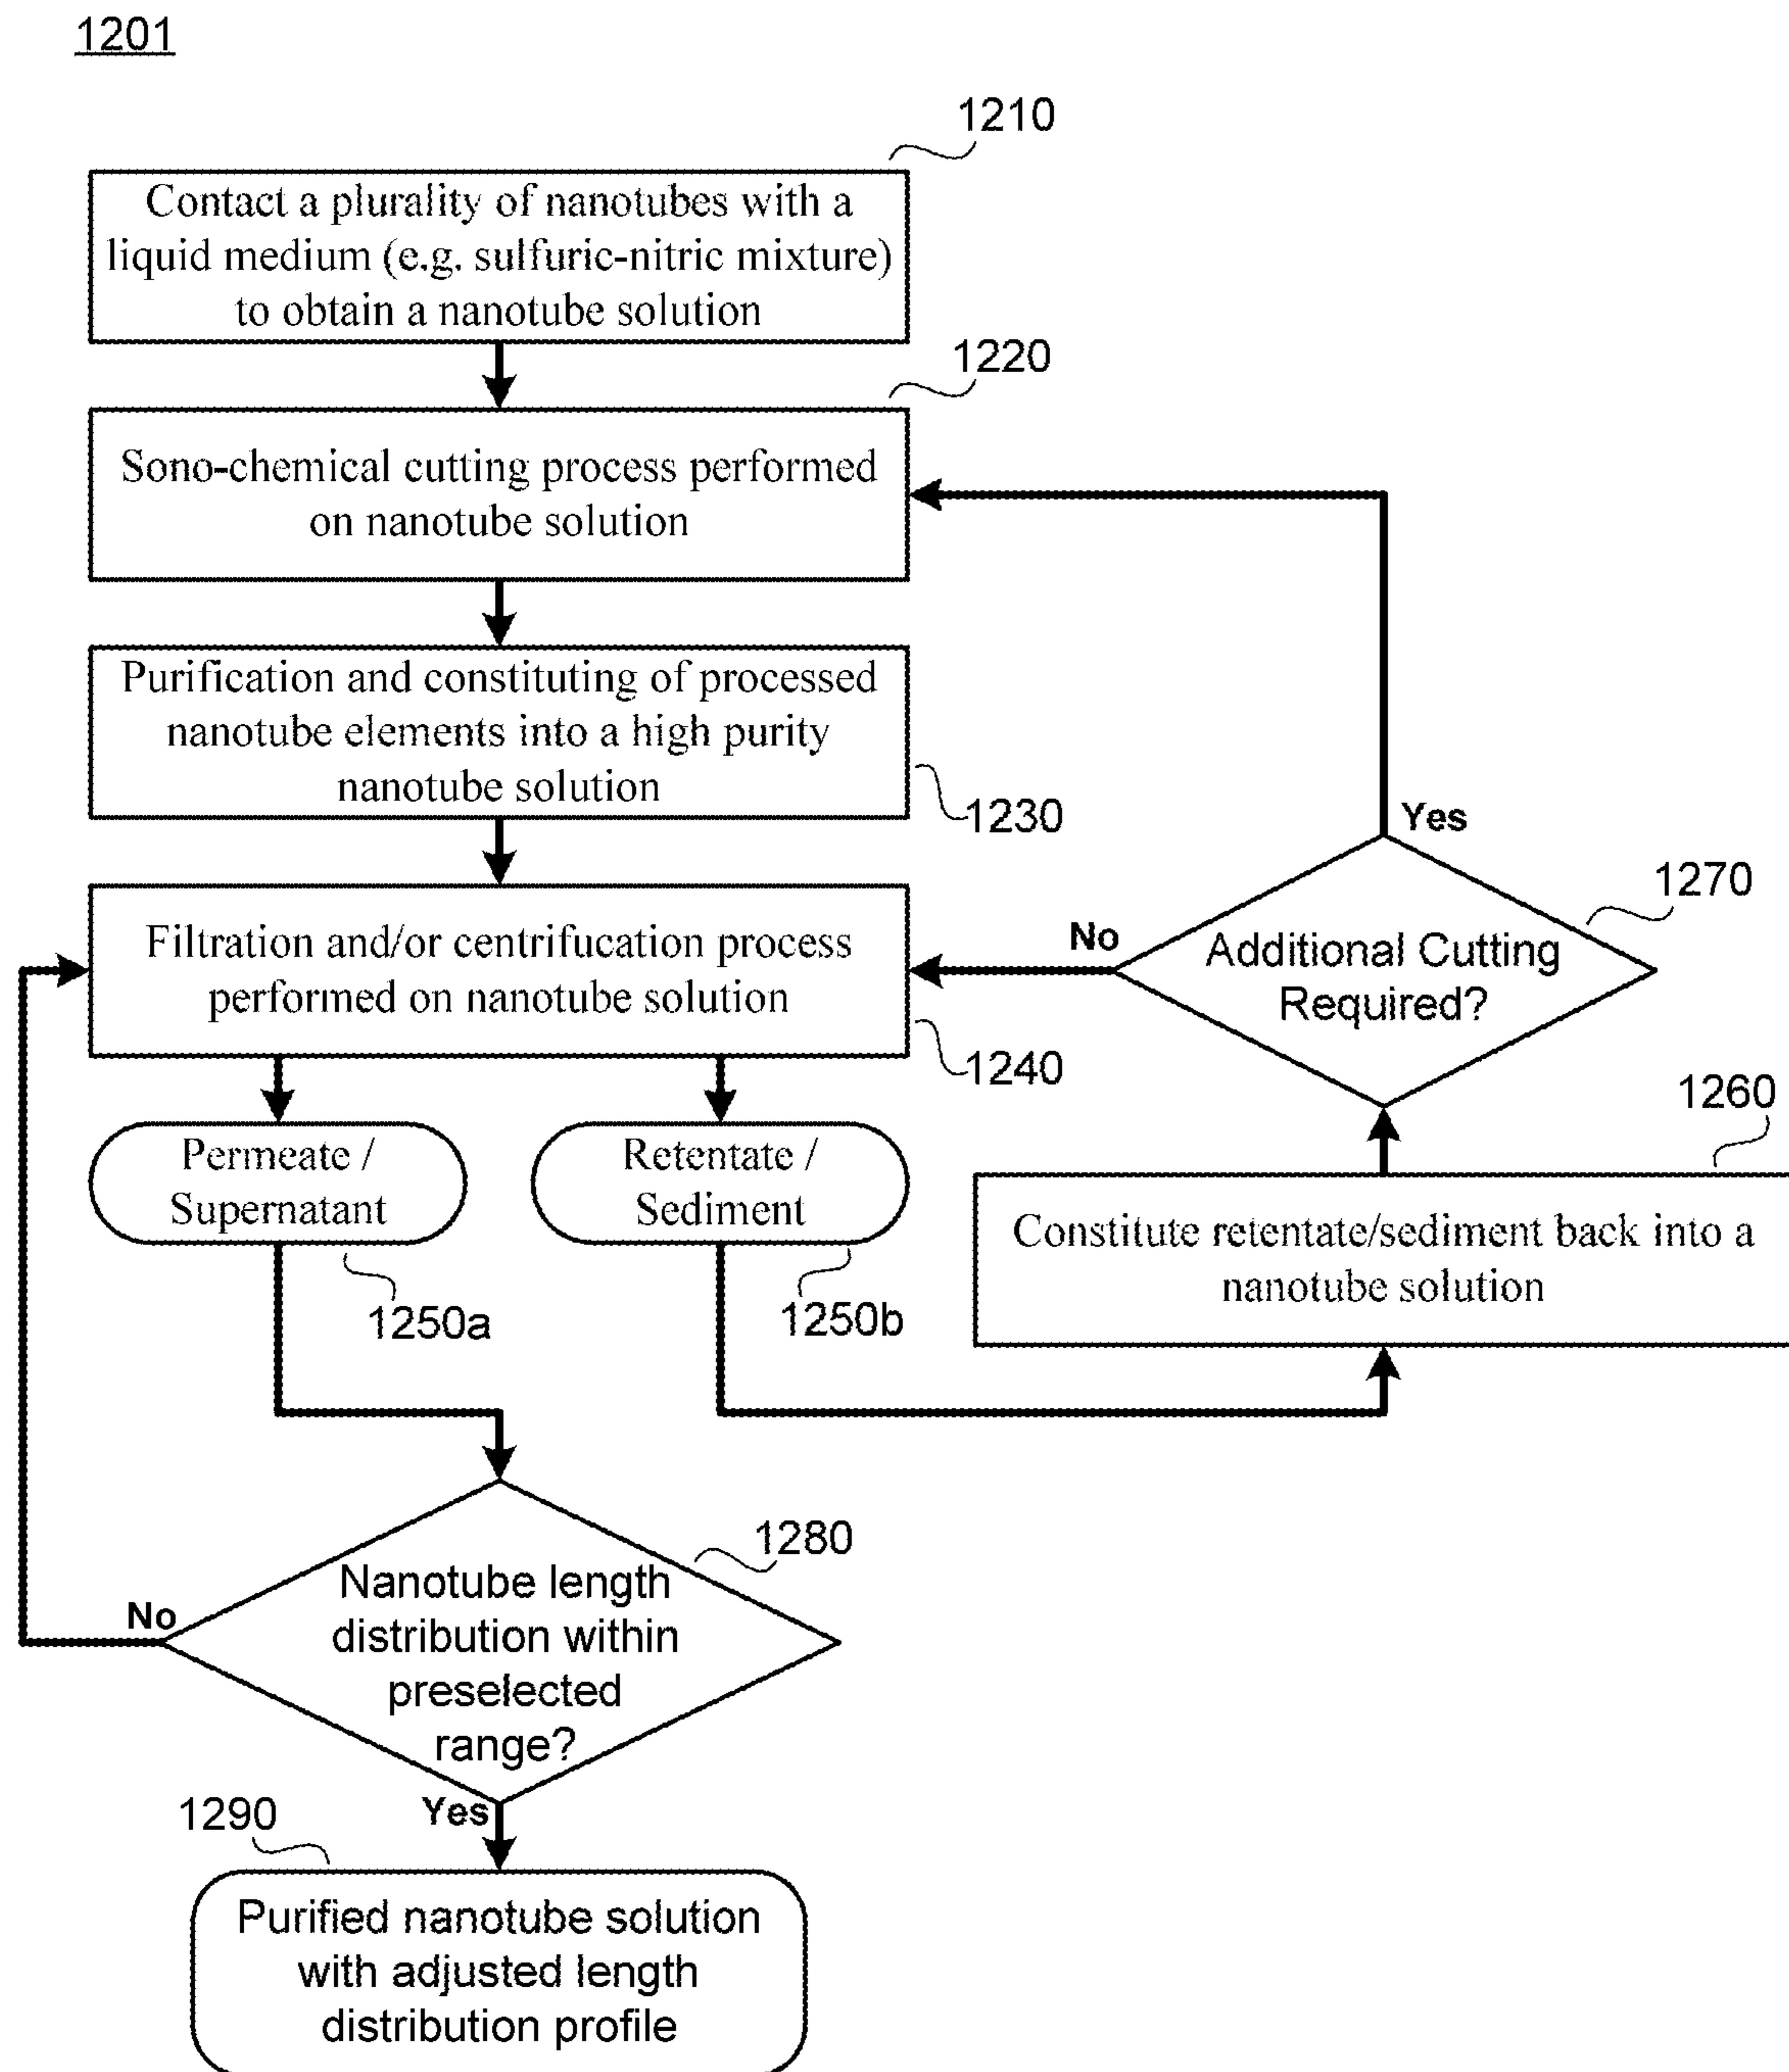 1201
1210
Contact a plurality of nanotubes with a
liquid medium (e.g. sulfuric-nitric mixture)
to obtain a nanotube solution
1220
Sono-chemical cutting process performed
on nanotube solution
Purification and constituting of processed
nanotube elements into a high purity
nanotube solution
1230
Yes
1270
Filtration and/or centrifucation process
performed on nanotube solution
No
Additional Cutting
Required?
1240
1260
Permeate /
Supernatant
Retentate /
Sediment
Constitute retentate/sediment back into a
nanotube solution
1250a
1250b
1280
Nanotube length
distribution within
preselected
range?
No
Yes
1290
Purified nanotube solution
with adjusted length
distribution profile